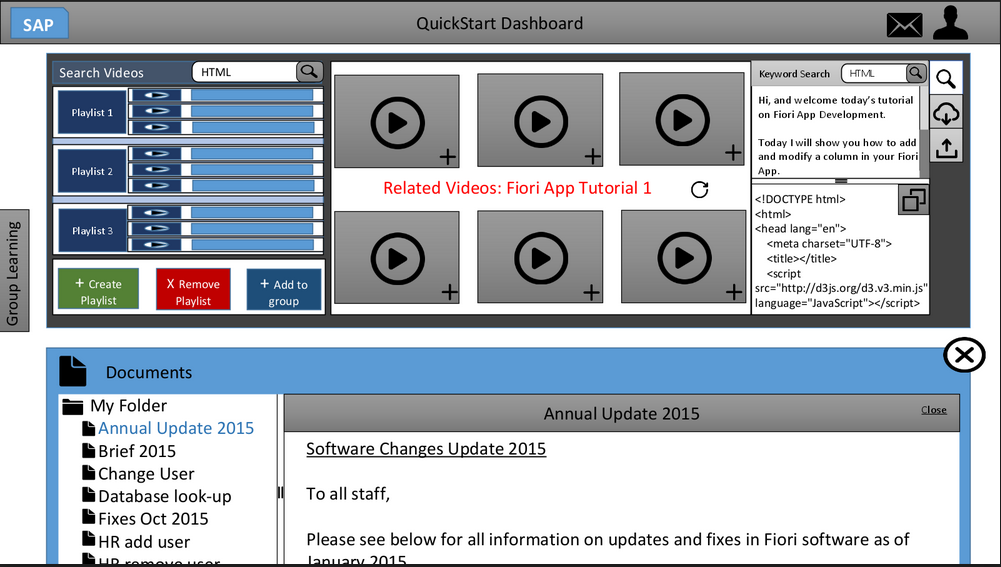 SAP
QuickStart Dashboard
Group Learning
Search Videos
HTML
Playlist 1
Playlist 2
Playlist 3
+ Create
Playlist
X Remove
Playlist
+ Add to
group
Related Videos: Fiori App Tutorial 1
Keyword Search
HTML
Hi, and welcome today's tutorial
on Fiori App Development.
Today I will show you how to add
and modify a column in your Fiori
App.
<!DOCTYPE html>
<html>
<head lang="en">
<meta charset="UTF-8">
<title></title>
<script
src="http://d3js.org/d3.v3.min.js"
language="JavaScript"></script>
Documents
My Folder
Annual Update 2015
Brief 2015
Change User
Database look-up
Fixes Oct 2015
HR add user
HR remove user
Annual Update 2015
Close
Software Changes Update 2015
To all staff,
Please see below for all information on updates and fixes in Fiori software as of
January 2015